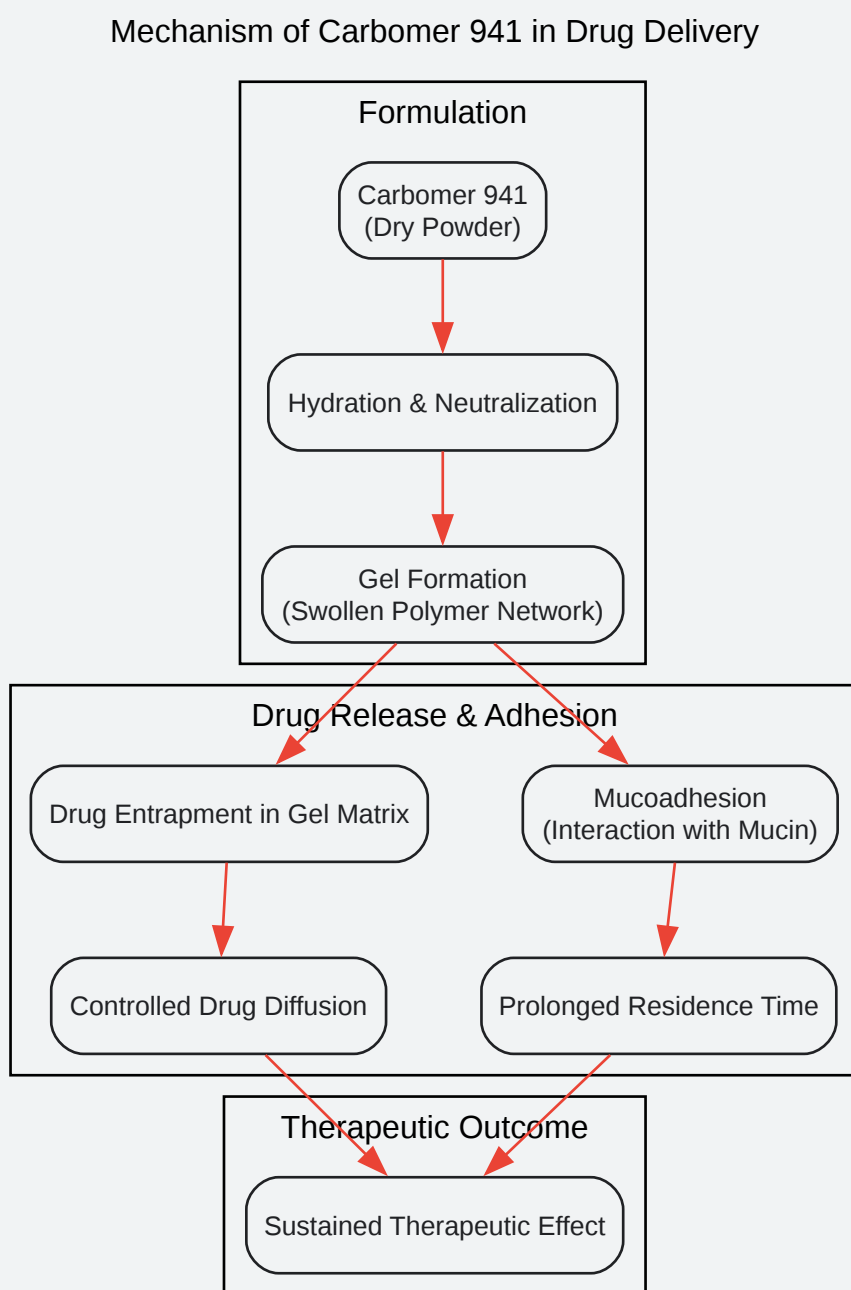 Mechanism of Carbomer 941 in Drug Delivery
Formulation
Carbomer 941
(Dry Powder)
Hydration & Neutralization
Gel Formation
(Swollen Polymer Network)
Drug Release & Adhesion
Drug Entrapment in Gel Matrix
Mucoadhesion
(Interaction with Mucin)
Controlled Drug Diffusion
Prolonged Residence Time
Therapeutic Outcome
Sustained Therapeutic Effect